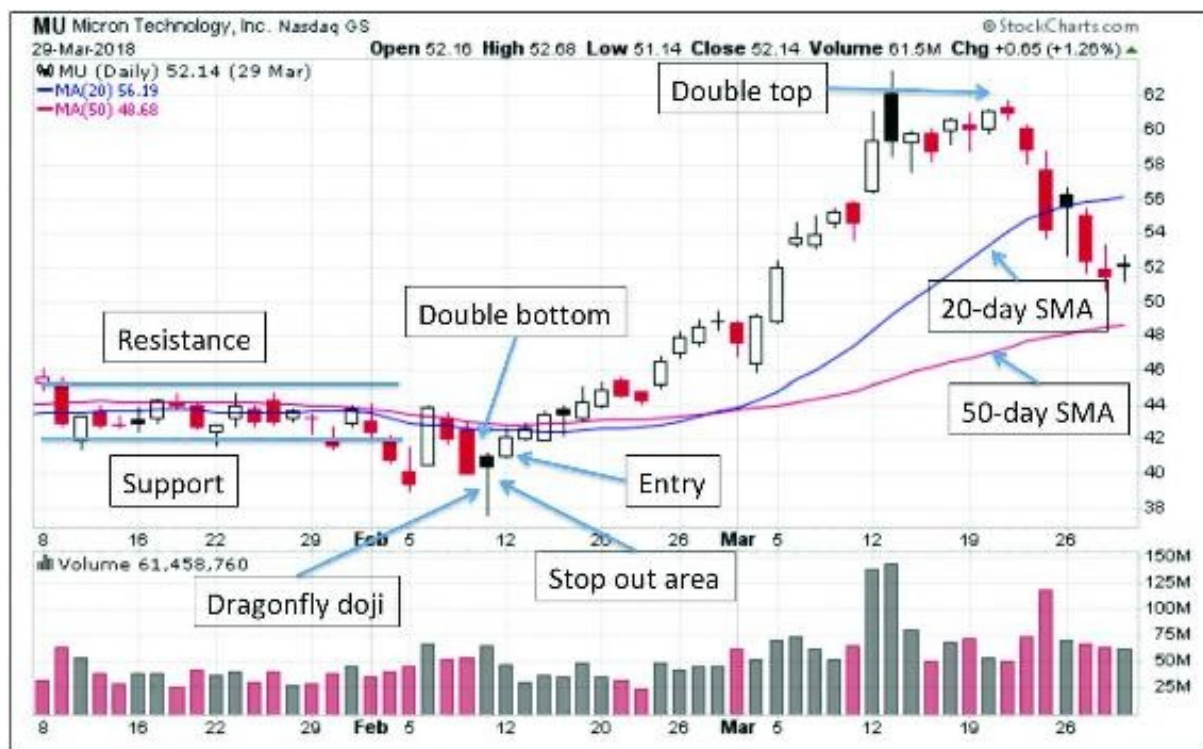 MU Micron Technology, Inc. Nasdaq GS
© StockCharts.com
29-Mar-2018
Open 52.16 High 52.68 Low 51.14 Close 52.14 Volume 61.5M Chg +0.65 (+1.26%)
MU (Daily) 52.14 (29 Mar)
MA(20) 56.19
MA(50) 48.68
Double top
62
60
58
56
54
52
50
48
46
44
42
40
38
20-day SMA
50-day SMA
Double bottom
Resistance
Support
Entry
8 16 22 29 Feb 5 12 20 26 Mar 5 12 19 26
Volume 61,458,760
Dragonfly doji
Stop out area
150M
125M
100M
75M
50M
25M
8 16 22 29 Feb 5 12 20 26 Mar 5 12 19 26